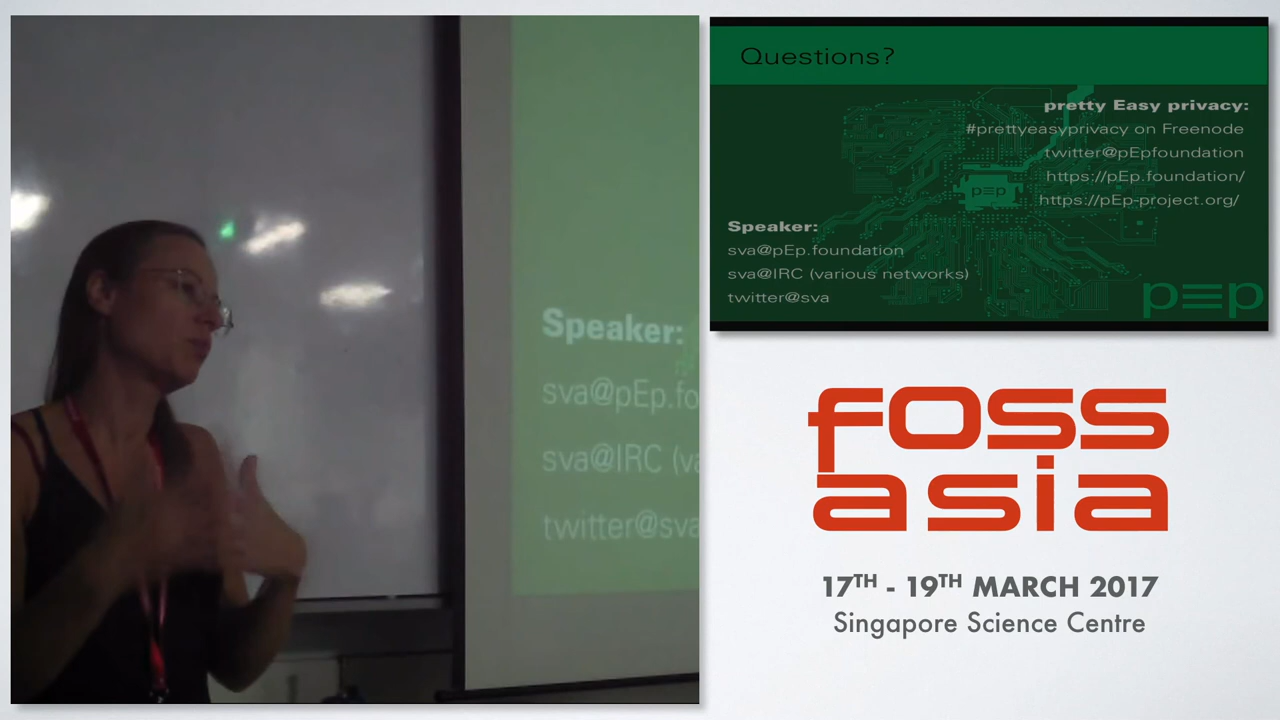 Speaker:
sva@pEp.fo
sva@IRC (va
twitter@sva
Questions?
pretty Easy privacy:
#prettyeasyprivacy on Freenode
twitter@pEpfoundation
https://pEp.foundation/
https://pEp-project.org/
pEp
Speaker:
sva@pEp.foundation
sva@IRC (various networks)
twitter@sva
pEp
foss
asia
17TH - 19TH MARCH 2017
Singapore Science Centre